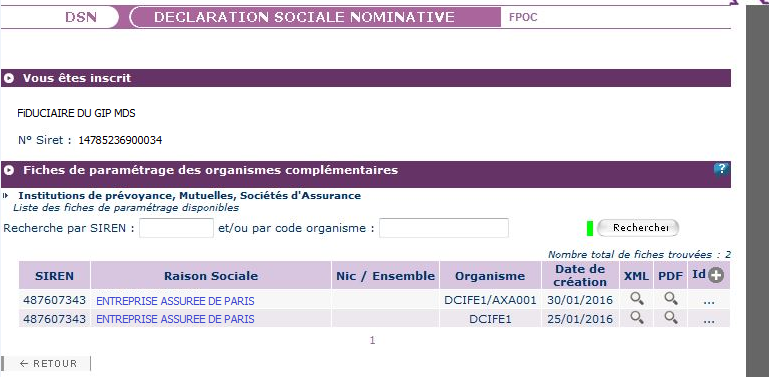 DSN DECLARATION SOCIALE NOMINATIVE FPOC
Vous êtes inscrit
FiDUCIAIRE DU GIP MDS
N° Siret : 14785236900034
Fiches de paramétrage des organismes complémentaires ?
Institutions de prévoyance, Mutuelles, Sociétés d'Assurance
Liste des fiches de paramétrage disponibles
Recherche par SIREN : et/ou par code organisme : Rechercher
Nombre total de fiches trouvées : 2
SIREN Raison Sociale Nic / Ensemble Organisme Date de création XML PDF Id
487607343 ENTREPRISE ASSUREE DE PARIS DCIFE1/AXA001 30/01/2016 ...
487607343 ENTREPRISE ASSUREE DE PARIS DCIFE1 25/01/2016 ...
1
← RETOUR